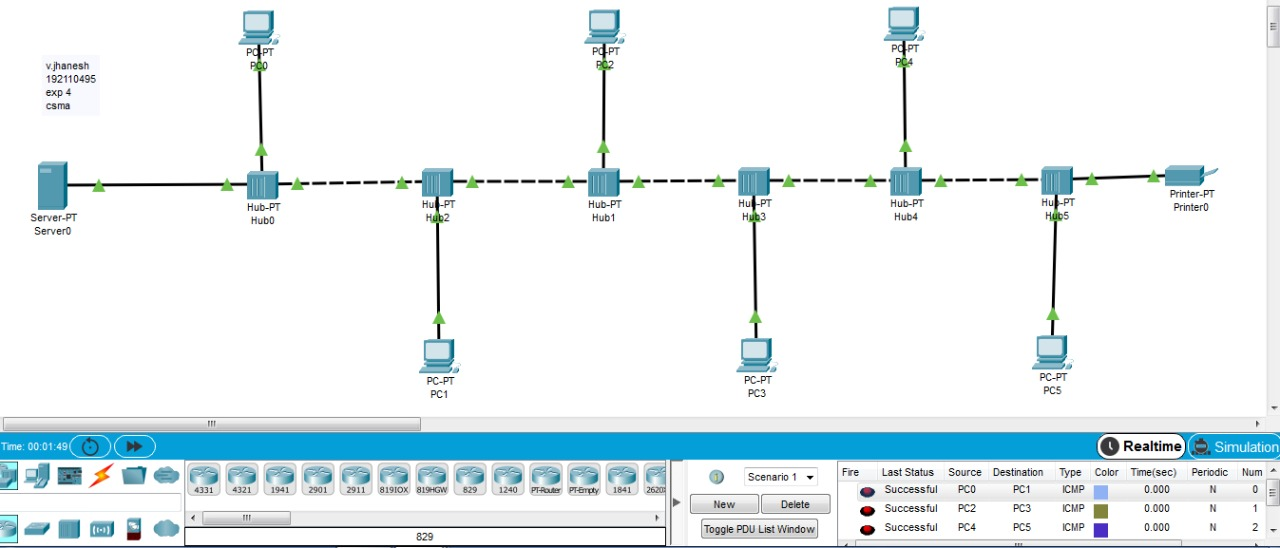 PC-PT
PC0
PC-PT
PC2
PC-PT
PC4
v.jhanesh
192110495
exp 4
csma
Server-PT
Server0
Hub-PT
Hub0
Hub-PT
Hub2
Hub-PT
Hub1
Hub-PT
Hub3
Hub-PT
Hub4
Hub-PT
Hub5
Printer-PT
Printer0
PC-PT
PC1
PC-PT
PC3
PC-PT
PC5
Time: 00:01:49
Realtime
Simulation
4331 4321 1941 2901 2911 819IOX 819HGW 829 1240 PT-Router PT-Empty 1841
829
Scenario 1
New Delete
Toggle PDU List Window
Fire Last Status Source Destination Type Color Time(sec) Periodic Num
Successful PC0 PC1 ICMP 0.000 N 0
Successful PC2 PC3 ICMP 0.000 N 1
Successful PC4 PC5 ICMP 0.000 N 2